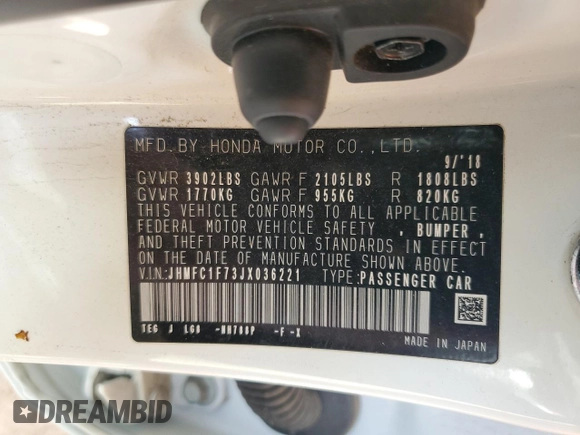 MFD.BY HONDA MOTOR CO.,LTD.
9/'18
GVWR 3902LBS GAWR F 2105LBS R 1808LBS
GVWR 1770KG GAWR F 955KG R 820KG
THIS VEHICLE CONFORMS TO ALL APPLICABLE
FEDERAL MOTOR VEHICLE SAFETY , BUMPER ,
AND THEFT PREVENTION STANDARDS IN EFFECT
ON THE DATE OF MANUFACTURE SHOWN ABOVE.
V.I.N: JHMFC1F73JX036221 TYPE:PASSENGER CAR
TEG J LG8 -NH788P -F -X
MADE IN JAPAN
DREAMBID